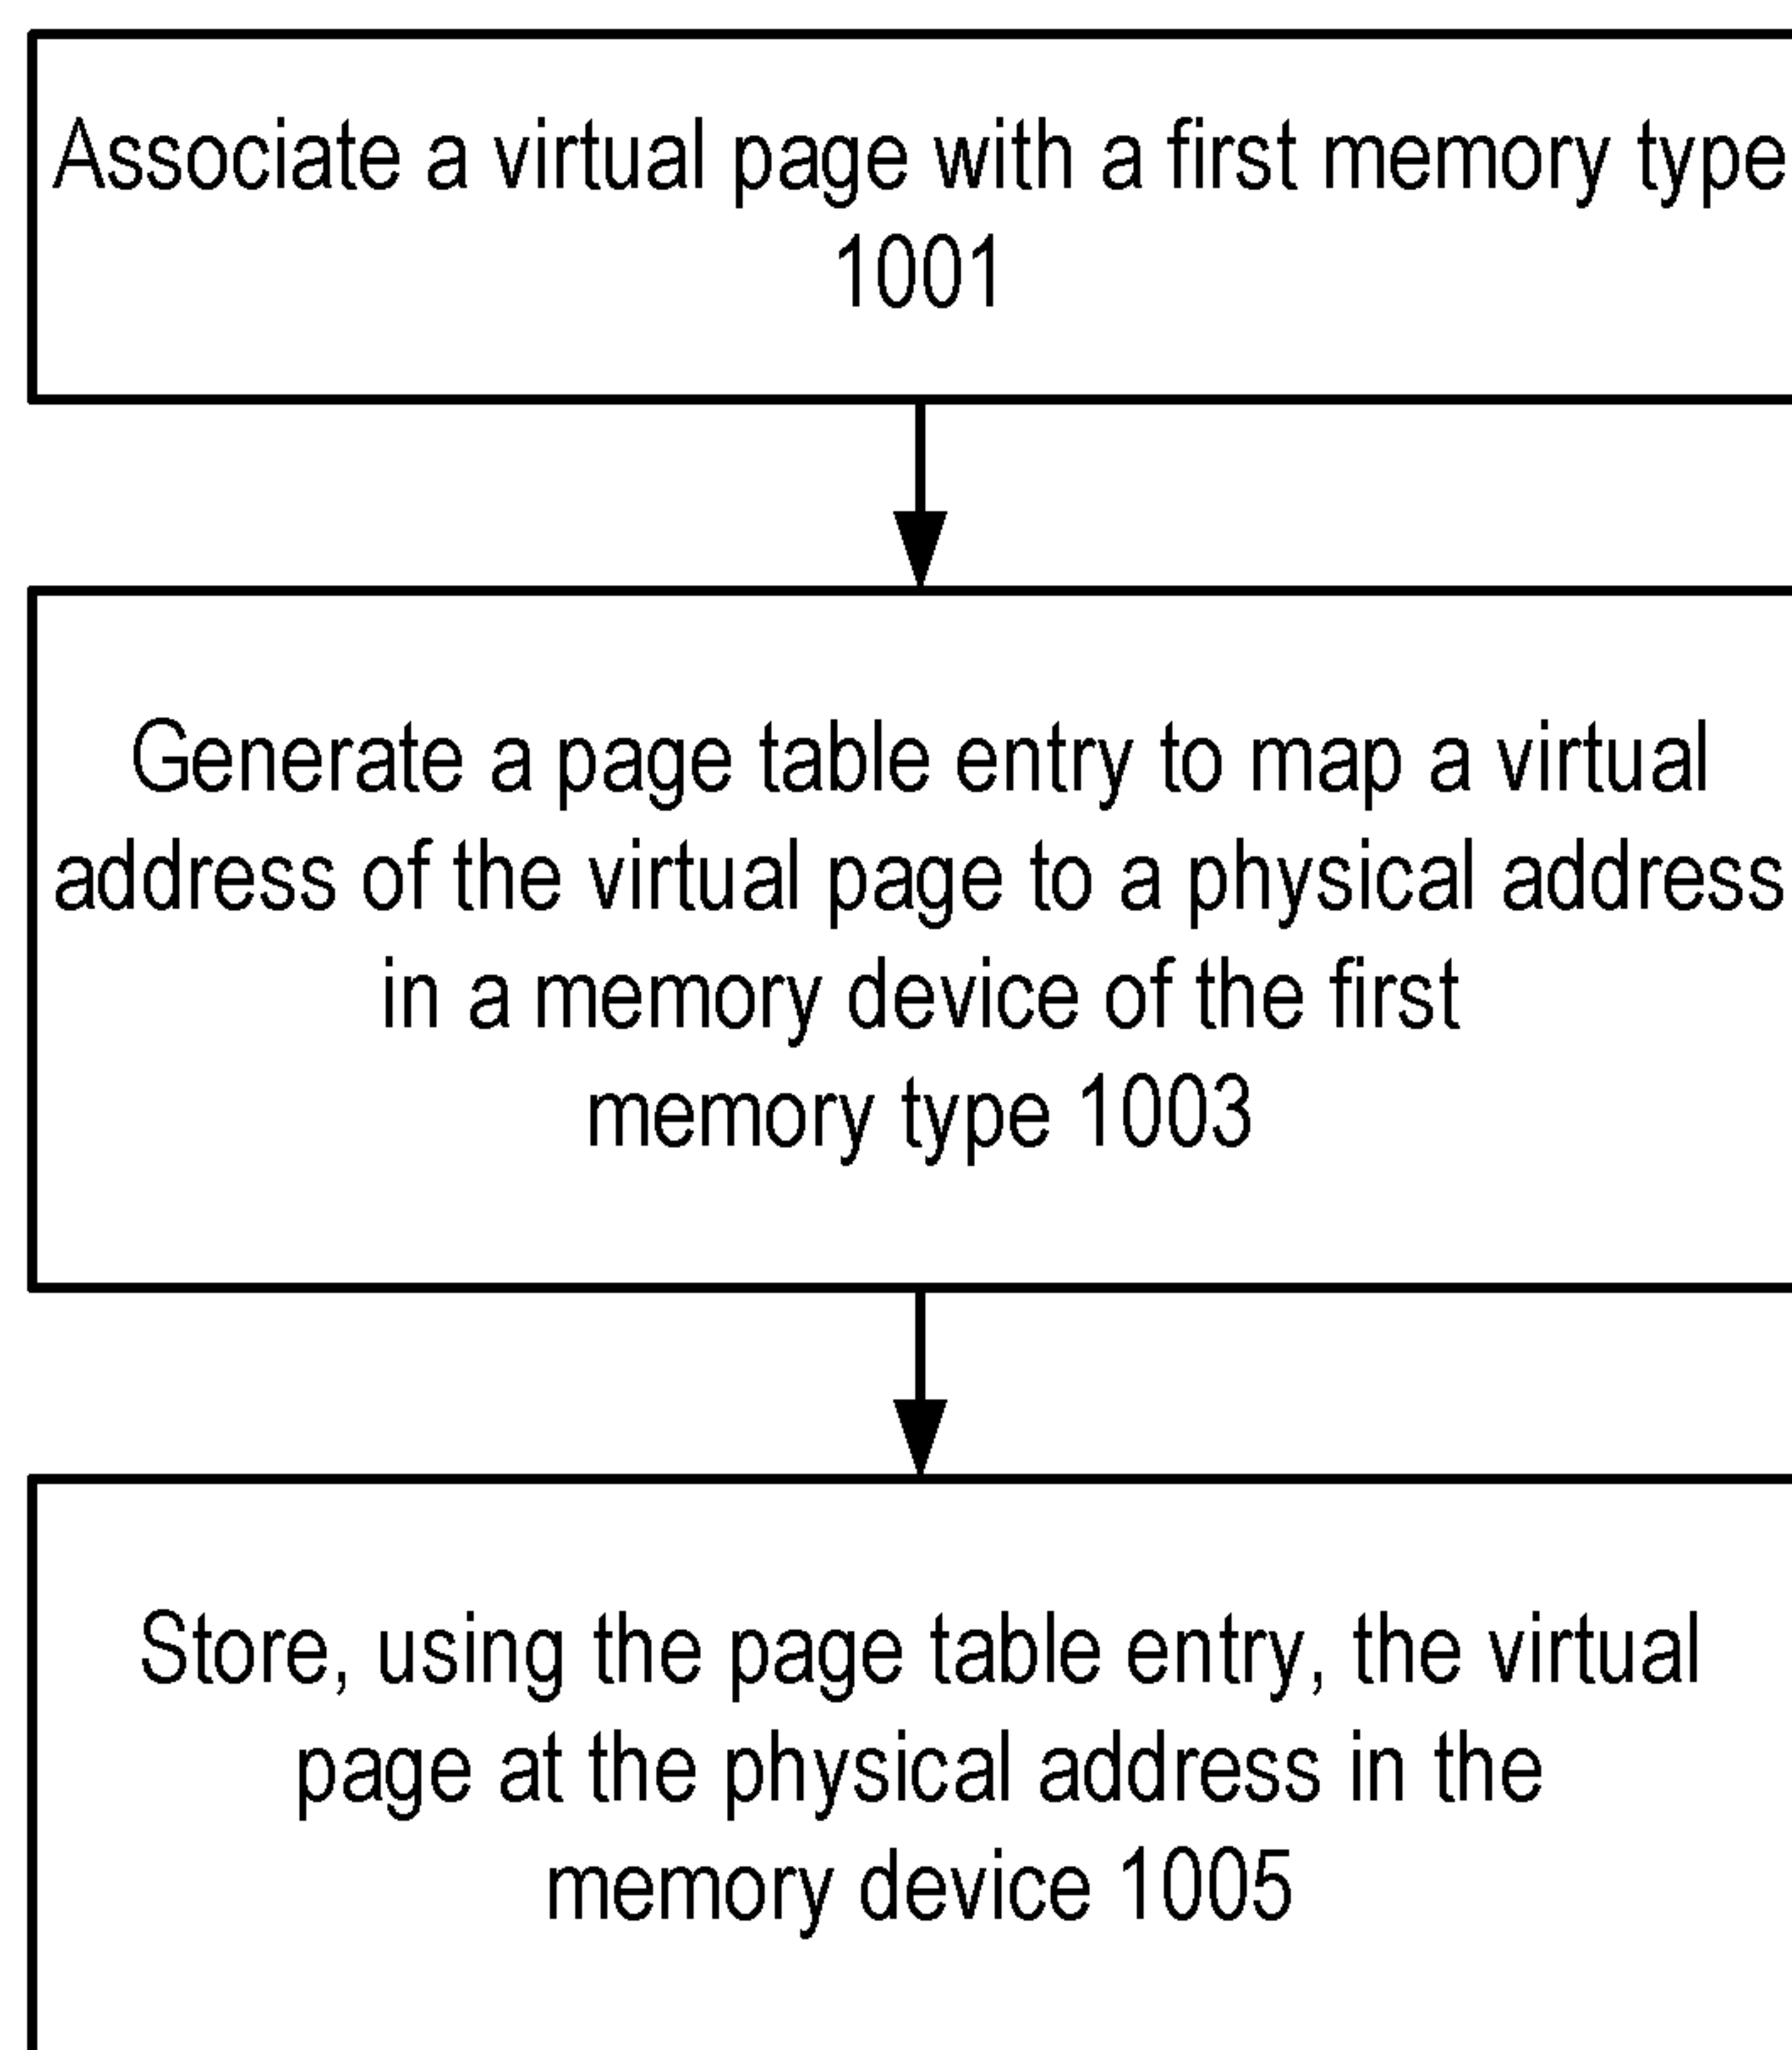 Associate a virtual page with a first memory type
1001
Generate a page table entry to map a virtual
address of the virtual page to a physical address
in a memory device of the first
memory type 1003
Store, using the page table entry, the virtual
page at the physical address in the
memory device 1005